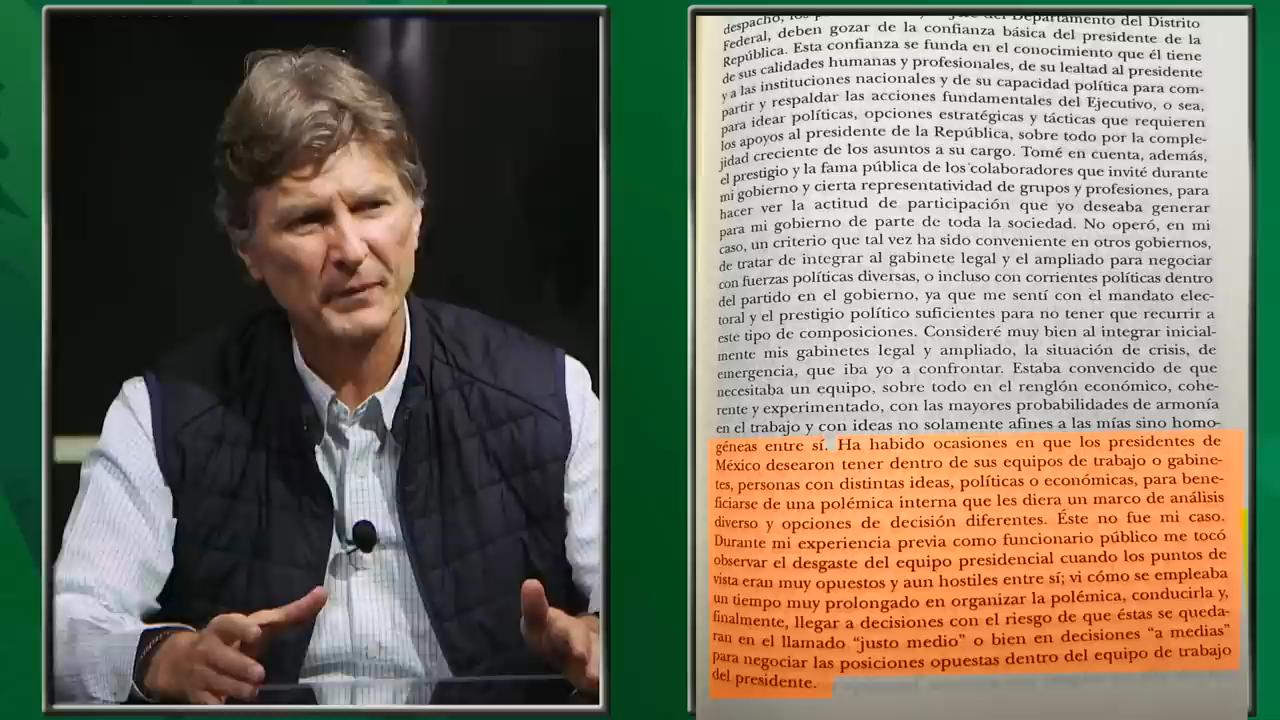 despacho, los del Departamento del Distrito
Federal, deben gozar de la confianza básica del presidente de la
República. Esta confianza se funda en el conocimiento que él tiene
de sus calidades humanas y profesionales, de su lealtad al presidente
y a las instituciones nacionales y de su capacidad política para com-
partir y respaldar las acciones fundamentales del Ejecutivo, o sea,
para idear políticas, opciones estratégicas y tácticas que requieren
los apoyos al presidente de la República, sobre todo por la comple-
jidad creciente de los asuntos a su cargo. Tomé en cuenta, además,
el prestigio y la fama pública de los colaboradores que invité durante
mi gobierno y cierta representatividad de grupos y profesiones, para
hacer ver la actitud de participación que yo deseaba generar
para mi gobierno de parte de toda la sociedad. No operó, en mi
caso, un criterio que tal vez ha sido conveniente en otros gobiernos,
de tratar de integrar al gabinete legal y el ampliado para negociar
con fuerzas políticas diversas, o incluso con corrientes políticas dentro
del partido en el gobierno, ya que me sentí con el mandato elec-
toral y el prestigio político suficientes para no tener que recurrir a
este tipo de composiciones. Consideré muy bien al integrar inicial-
mente mis gabinetes legal y ampliado, la situación de crisis, de
emergencia, que iba yo a confrontar. Estaba convencido de que
necesitaba un equipo, sobre todo en el renglón económico, cohe-
rente y experimentado, con las mayores probabilidades de armonía
en el trabajo y con ideas no solamente afines a las mías sino homo-
géneas entre sí. Ha habido ocasiones en que los presidentes de
México desearon tener dentro de sus equipos de trabajo o gabine-
tes, personas con distintas ideas, políticas o económicas, para bene-
ficiarse de una polémica interna que les diera un marco de análisis
diverso y opciones de decisión diferentes. Éste no fue mi caso.
Durante mi experiencia previa como funcionario público me tocó
observar el desgaste del equipo presidencial cuando los puntos de
vista eran muy opuestos y aun hostiles entre sí; vi cómo se empleaba
un tiempo muy prolongado en organizar la polémica, conducirla y,
finalmente, llegar a decisiones con el riesgo de que éstas se queda-
ran en el llamado “justo medio” o bien en decisiones “a medias”
para negociar las posiciones opuestas dentro del equipo de trabajo
del presidente.